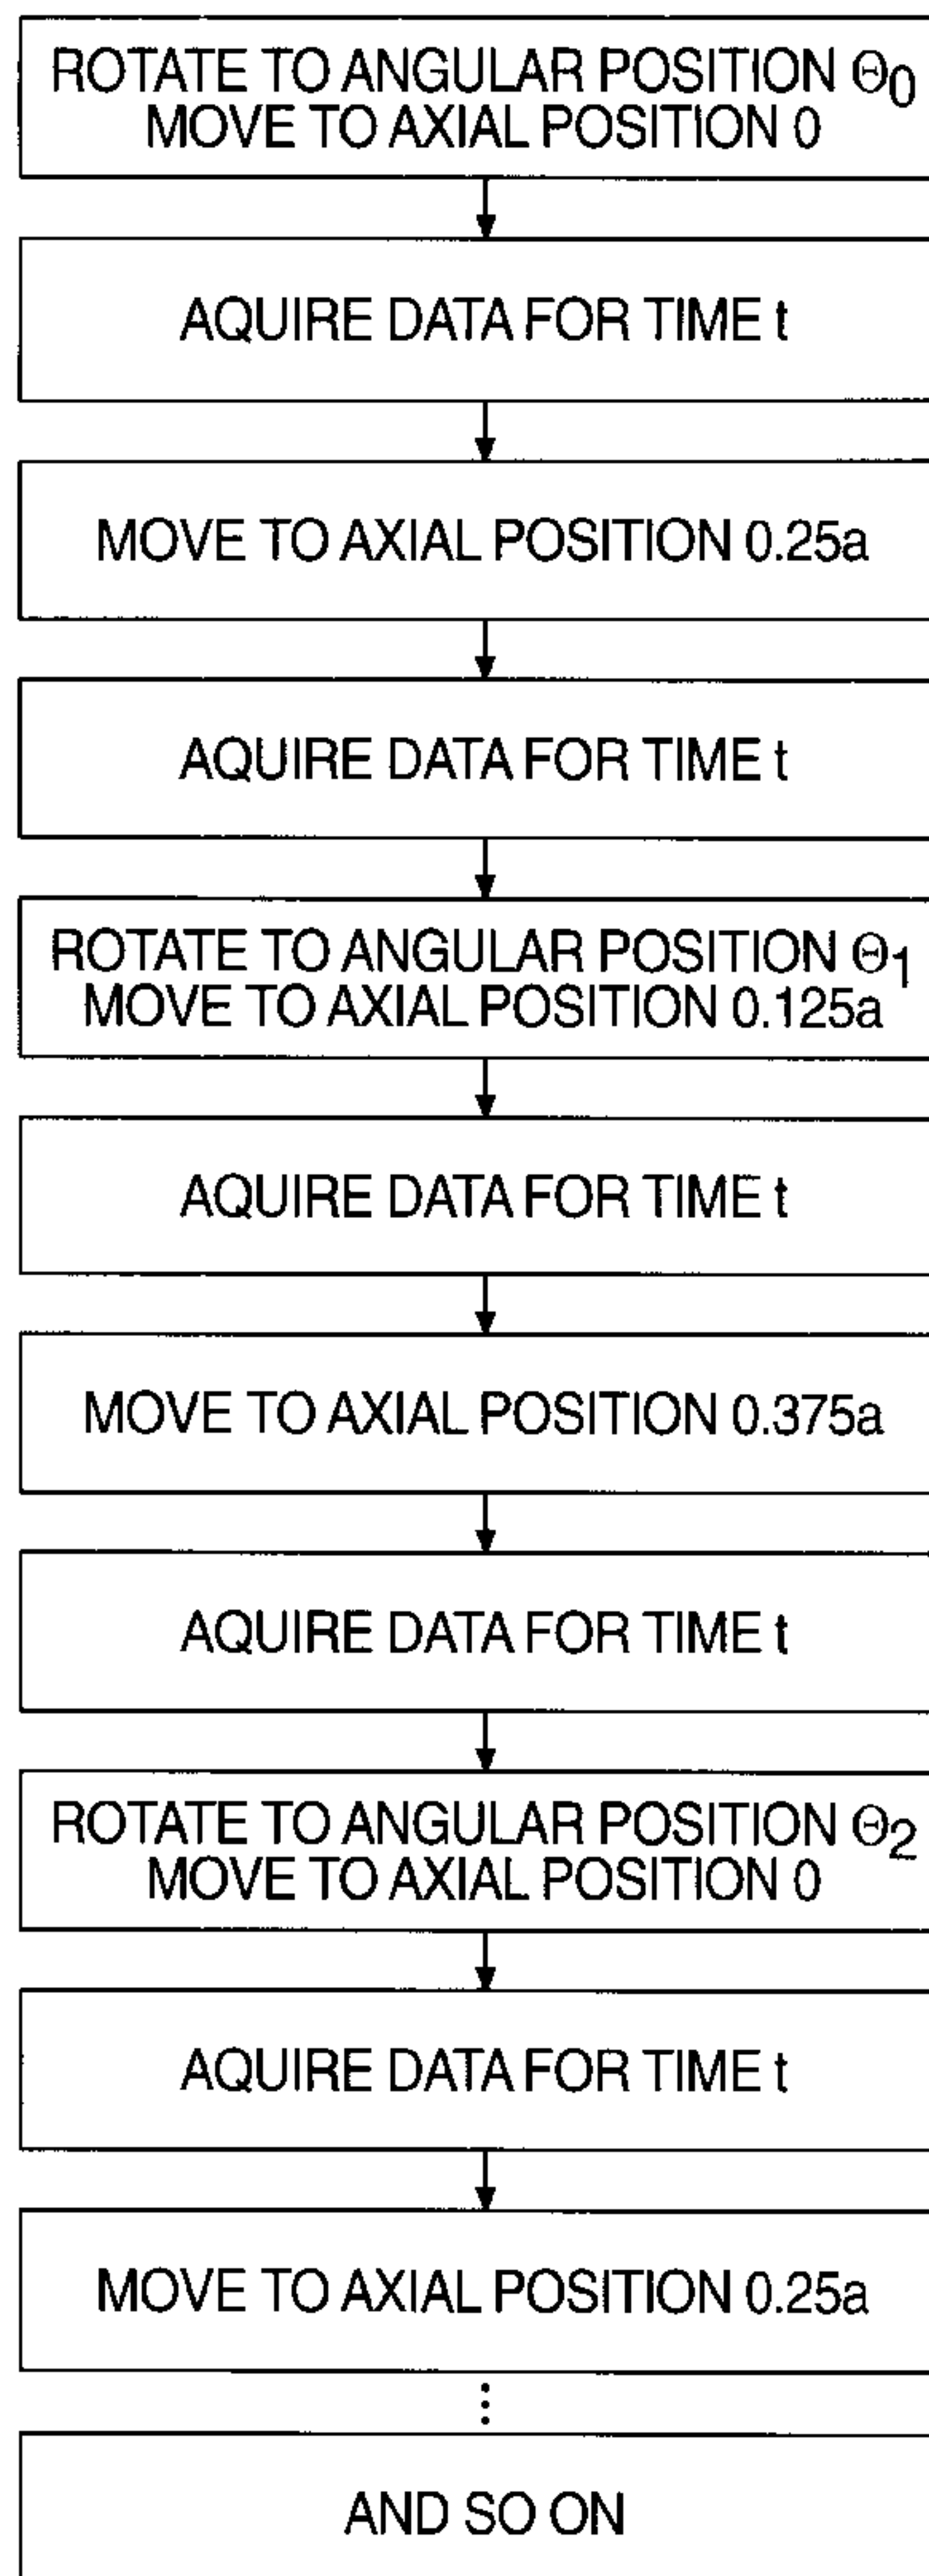 ROTATE TO ANGULAR POSITION Θ0
MOVE TO AXIAL POSITION 0
AQUIRE DATA FOR TIME t
MOVE TO AXIAL POSITION 0.25a
AQUIRE DATA FOR TIME t
ROTATE TO ANGULAR POSITION Θ1
MOVE TO AXIAL POSITION 0.125a
AQUIRE DATA FOR TIME t
MOVE TO AXIAL POSITION 0.375a
AQUIRE DATA FOR TIME t
ROTATE TO ANGULAR POSITION Θ2
MOVE TO AXIAL POSITION 0
AQUIRE DATA FOR TIME t
MOVE TO AXIAL POSITION 0.25a
AND SO ON